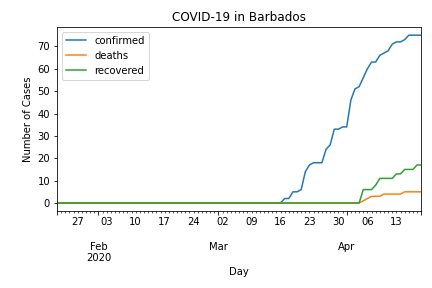 COVID-19 in Barbados
confirmed
deaths
recovered
Number of Cases
70
60
50
40
30
20
10
0
27 03 10 17 24 02 09 16 23 30 06 13
Feb Mar Apr
2020
Day